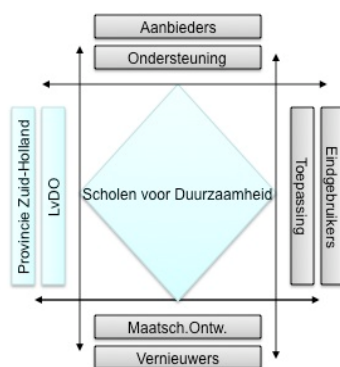 Aanbieders
Ondersteuning
Provincie Zuid-Holland
LvDO
Scholen voor Duurzaamheid
Toepassing
Eindgebruikers
Maatsch.Ontw.
Vernieuwers